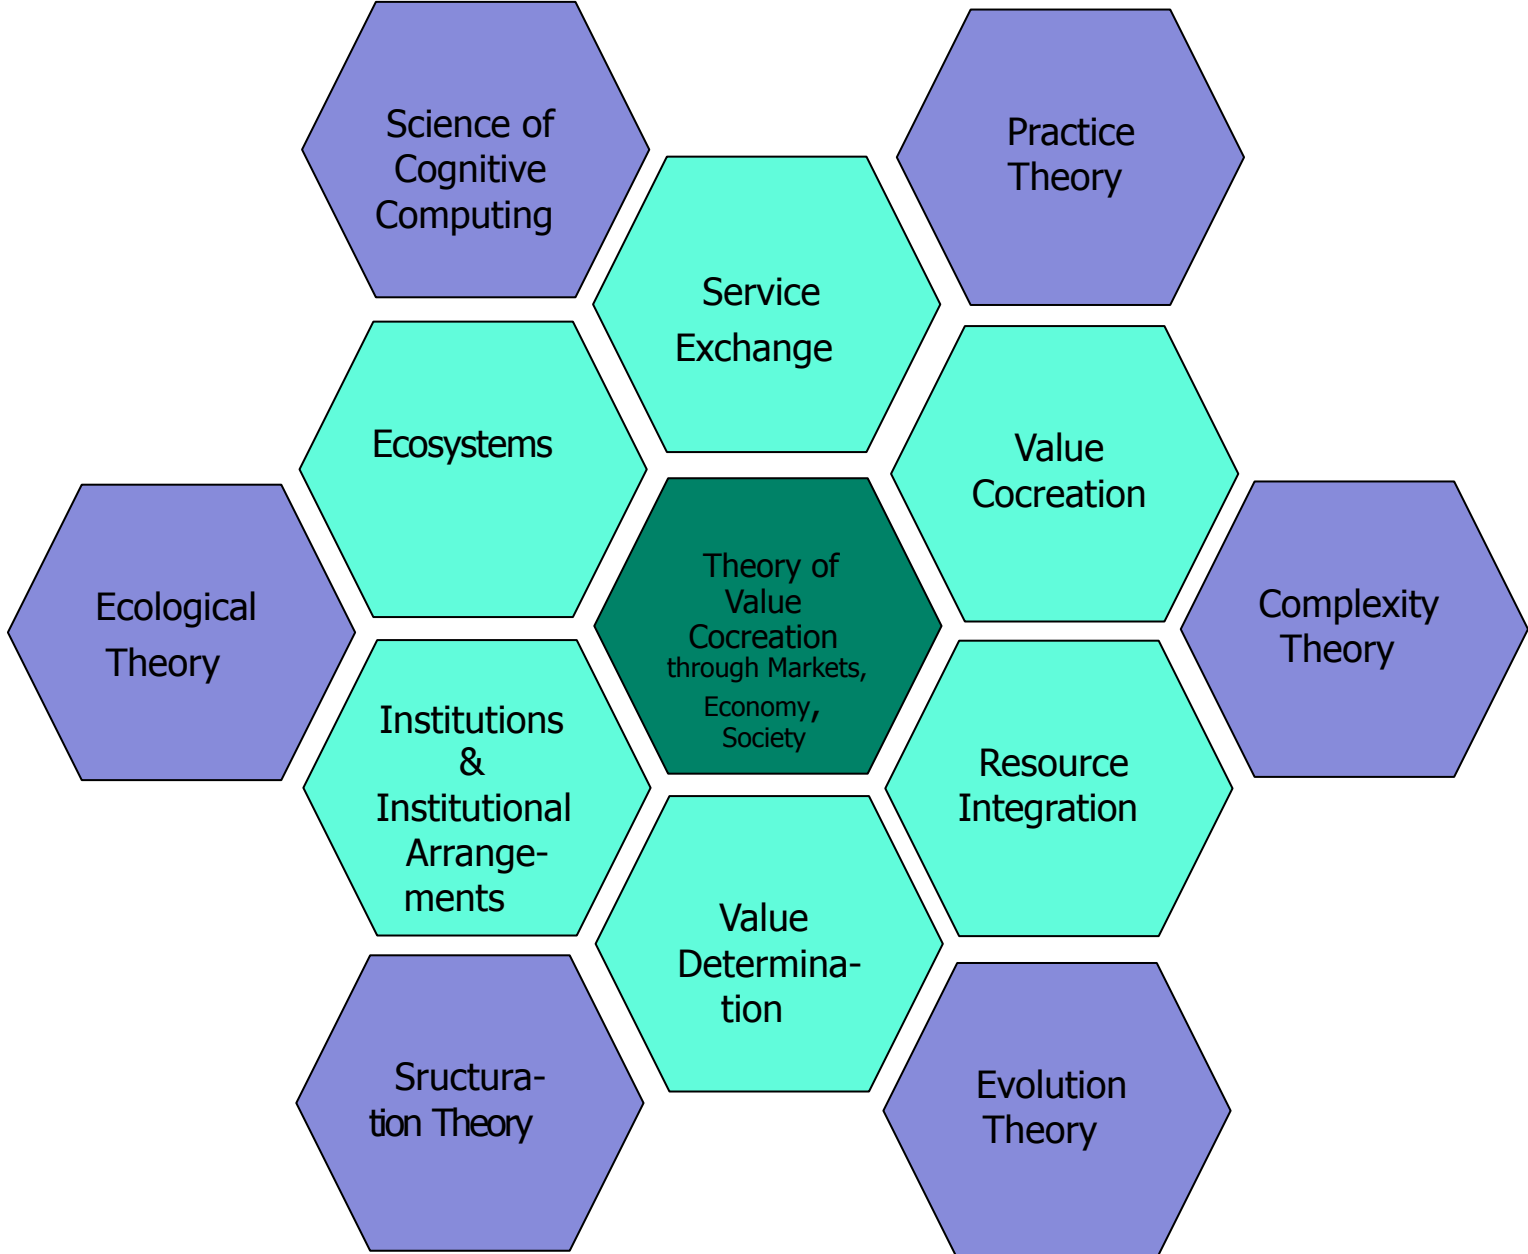 Science of
Cognitive
Computing
Practice
Theory
Service
Exchange
Ecosystems
Value
Cocreation
Ecological
Theory
Theory of
Value
Cocreation
through Markets,
Economy,
Society
Complexity
Theory
Institutions
&
Institutional
Arrange-
ments
Resource
Integration
Value
Determina-
tion
Sructura-
tion Theory
Evolution
Theory